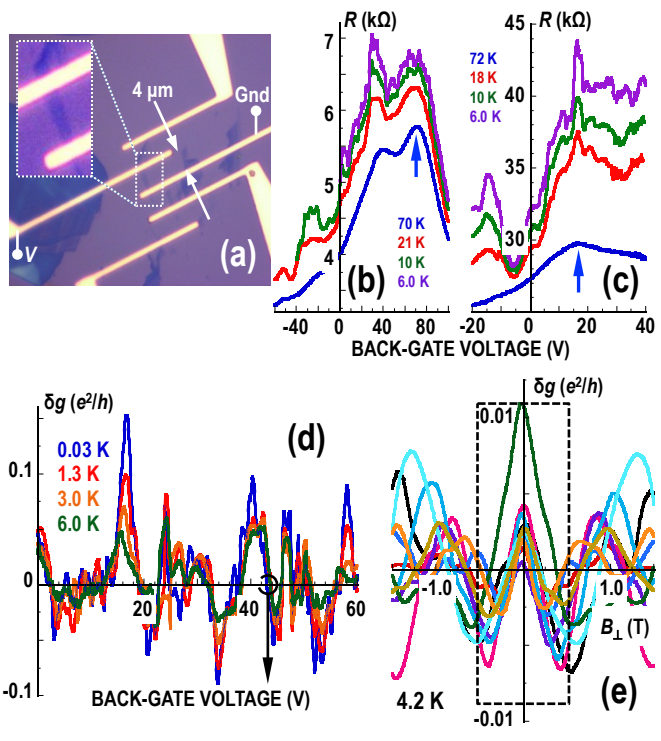 4 µm
Gnd
V
(a)
R (kΩ)
7
6
5
4
70 K
21 K
10 K
6.0 K
(b)
-40
0
40
80
R (kΩ)
45
40
35
30
72 K
18 K
10 K
6.0 K
(c)
-20
0
20
40
BACK-GATE VOLTAGE (V)
δg (e²/h)
(d)
0.03 K
1.3 K
3.0 K
6.0 K
0.1
0
-0.1
20
40
60
BACK-GATE VOLTAGE (V)
δg (e²/h)
0.01
-1.0
1.0
B⊥ (T)
4.2 K
-0.01
(e)